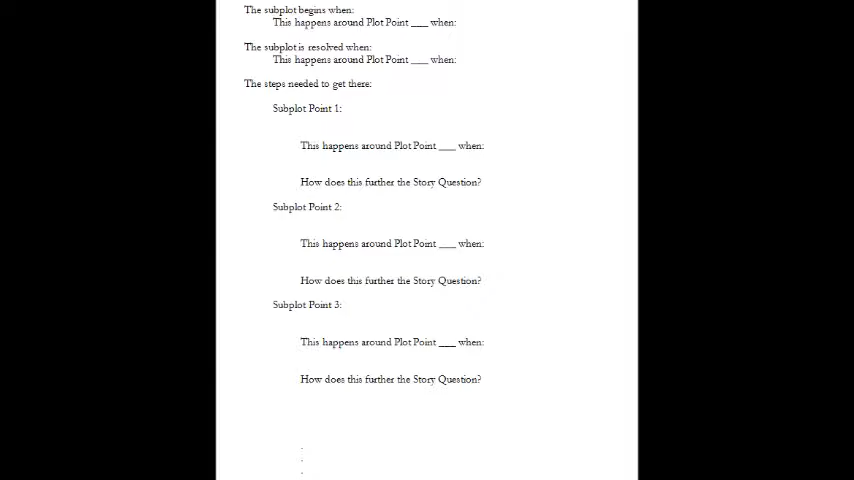 The subplot begins when:
This happens around Plot Point ___ when:
The subplot is resolved when:
This happens around Plot Point ___ when:
The steps needed to get there:
Subplot Point 1:
This happens around Plot Point ___ when:
How does this further the Story Question?
Subplot Point 2:
This happens around Plot Point ___ when:
How does this further the Story Question?
Subplot Point 3:
This happens around Plot Point ___ when:
How does this further the Story Question?
.
.
.